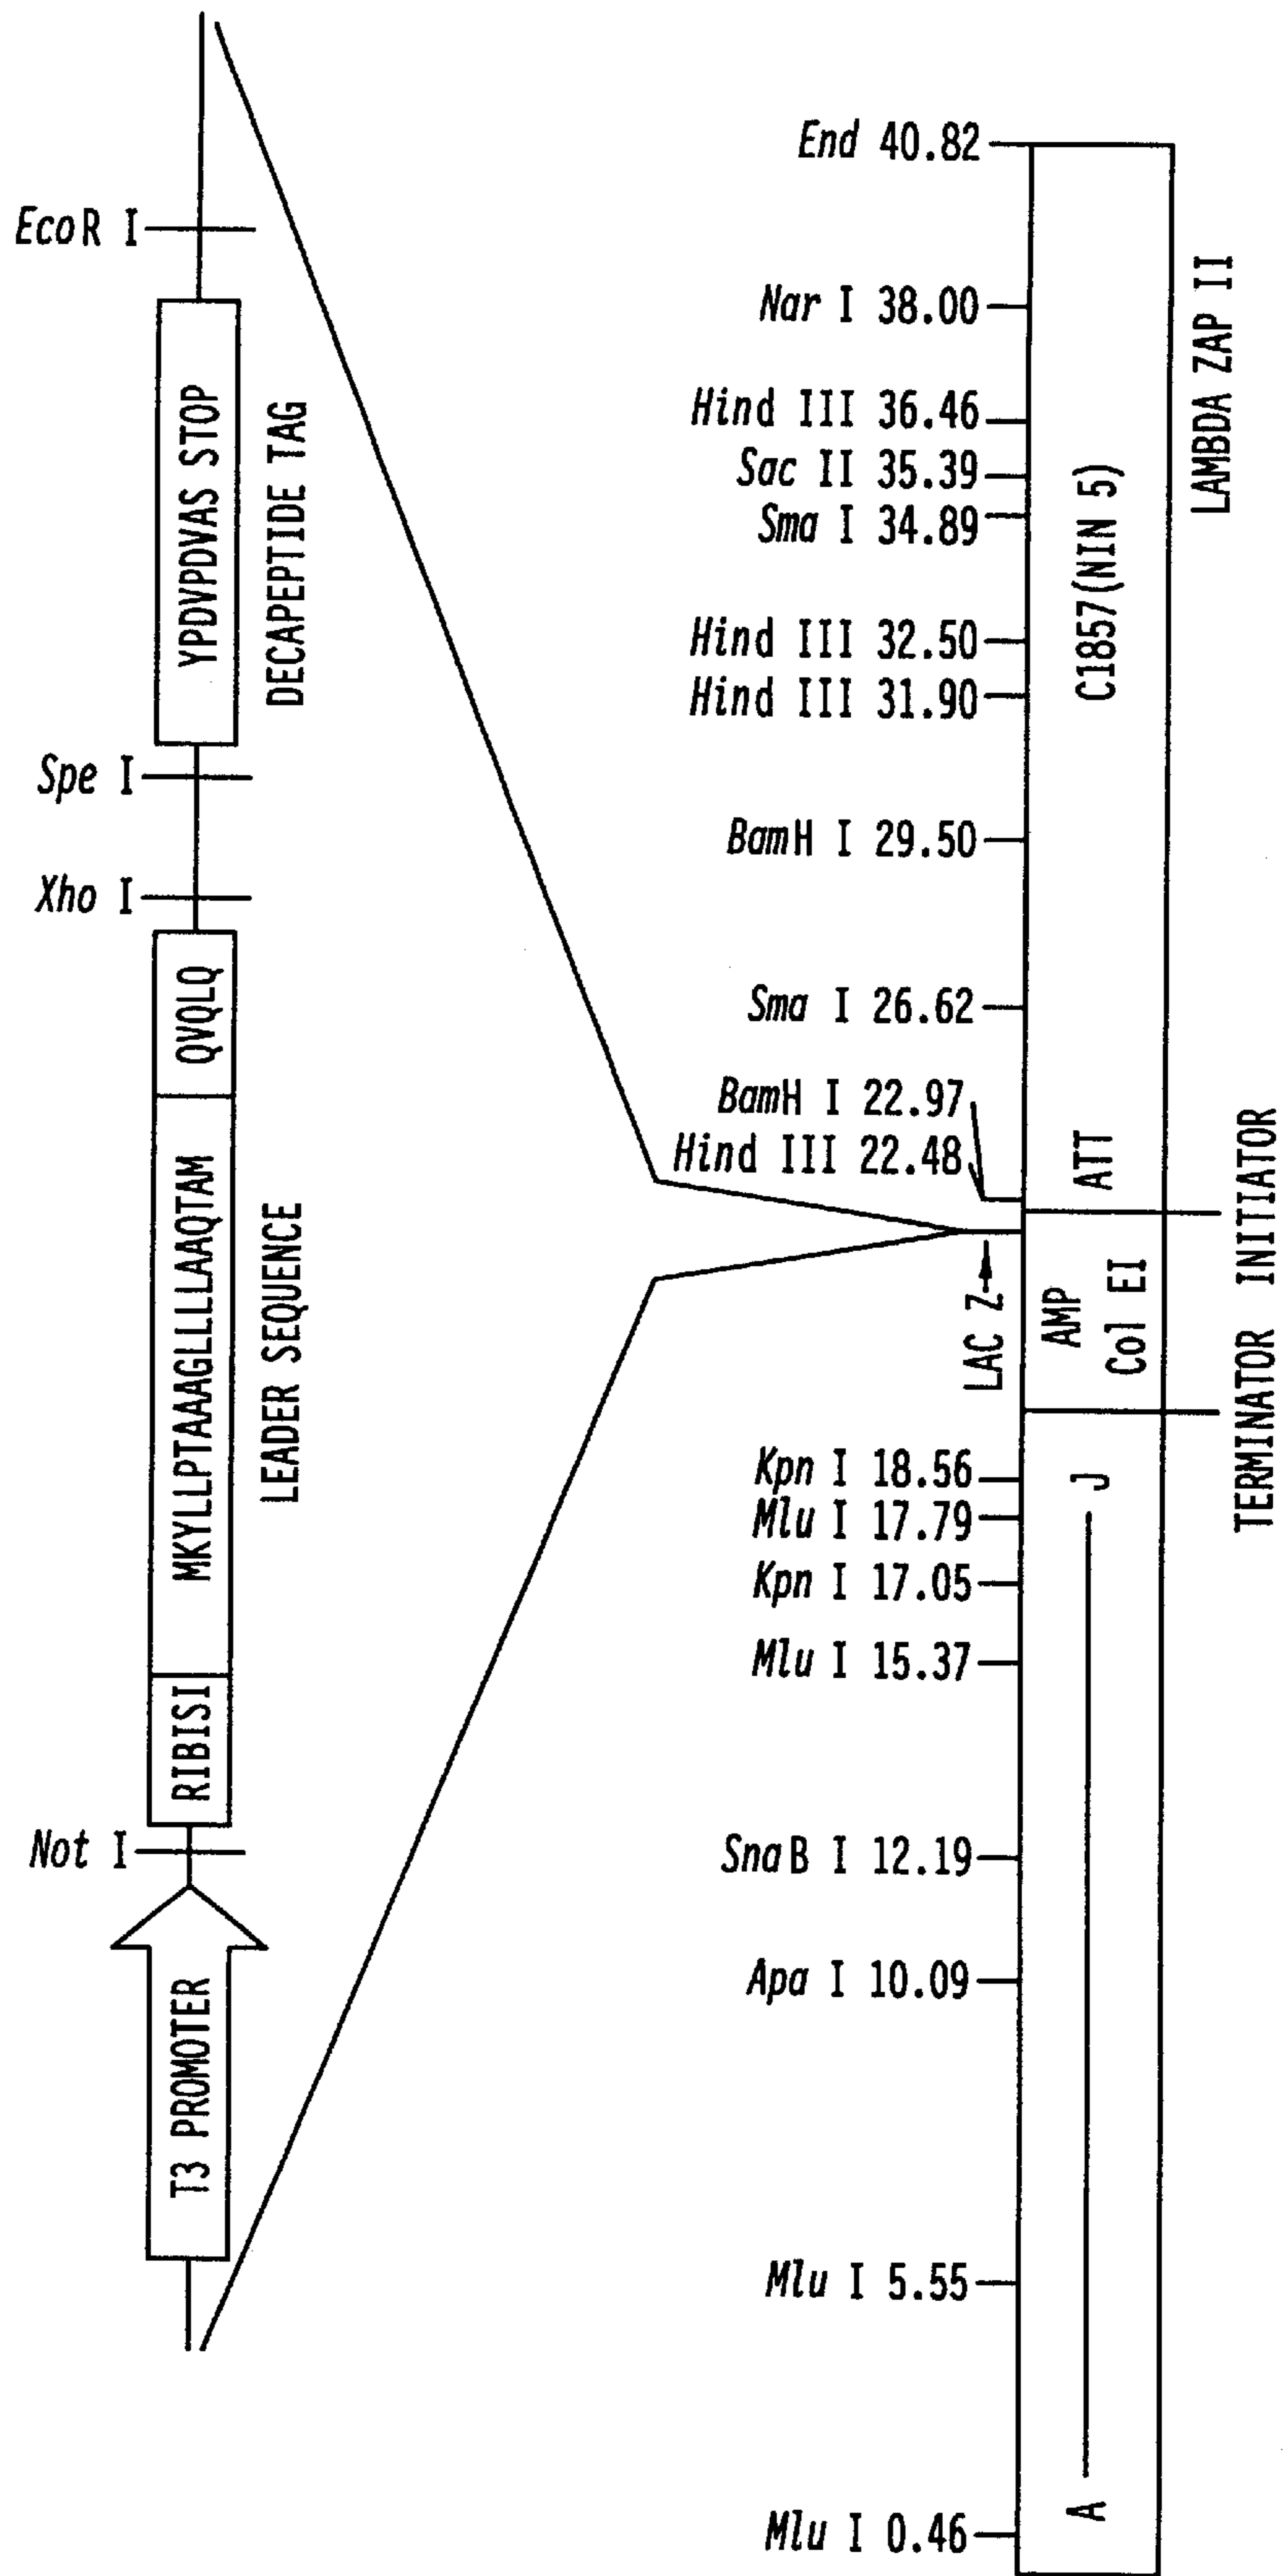 T3 PROMOTER
Not I
RIBISI
MKYLLPTAAAGLLLLAAQTAM
QVQLQ
LEADER SEQUENCE
Xho I
Spe I
YPDVPDVAS STOP
DECAPEPTIDE TAG
EcoR I
Mlu I 0.46
Mlu I 5.55
Apa I 10.09
SnaB I 12.19
Mlu I 15.37
Kpn I 17.05
Mlu I 17.79
Kpn I 18.56
LAC Z
Hind III 22.48
BamH I 22.97
Sma I 26.62
BamH I 29.50
Hind III 31.90
Hind III 32.50
Sma I 34.89
Sac II 35.39
Hind III 36.46
Nar I 38.00
End 40.82
A
J
AMP
Col EI
ATT
C1857(NIN 5)
TERMINATOR INITIATOR
LAMBDA ZAP II